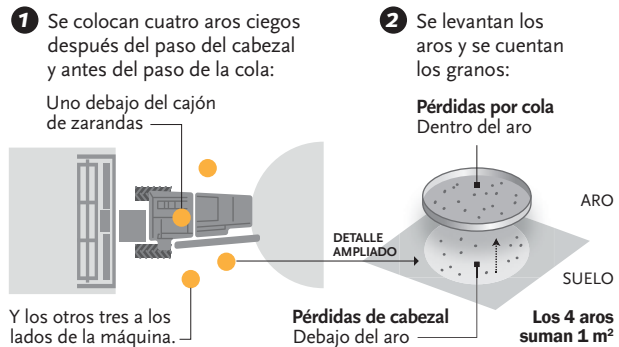 1 Se colocan cuatro aros ciegos
después del paso del cabezal
y antes del paso de la cola:
Uno debajo del cajón
de zarandas
Y los otros tres a los
lados de la máquina.
2 Se levantan los
aros y se cuentan
los granos:
Pérdidas por cola
Dentro del aro
ARO
DETALLE
AMPLIADO
SUELO
Pérdidas de cabezal
Debajo del aro
Los 4 aros
suman 1 m²